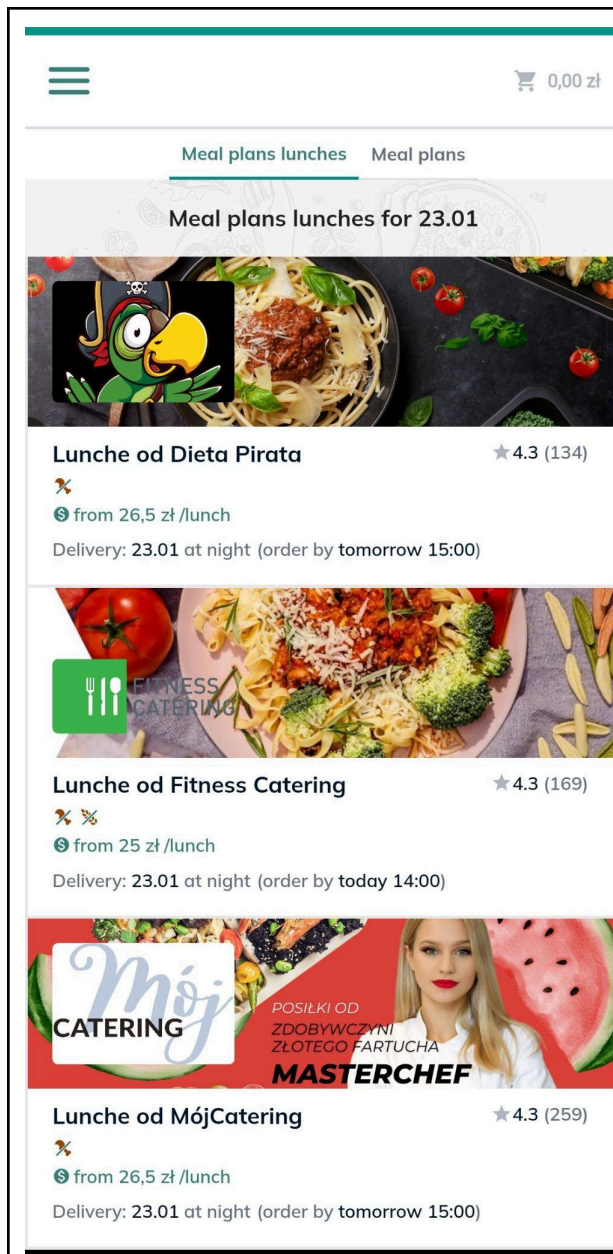 0,00 zł
Meal plans lunches Meal plans
Meal plans lunches for 23.01
Lunche od Dieta Pirata 4.3 (134)
from 26,5 zł /lunch
Delivery: 23.01 at night (order by tomorrow 15:00)
FITNESS
CATERING
Lunche od Fitness Catering 4.3 (169)
from 25 zł /lunch
Delivery: 23.01 at night (order by today 14:00)
Mój
CATERING
POSIŁKI OD
ZDOBYWCZYNI
ZŁOTEGO FARTUCHA
MASTERCHEF
Lunche od MójCatering 4.3 (259)
from 26,5 zł /lunch
Delivery: 23.01 at night (order by tomorrow 15:00)